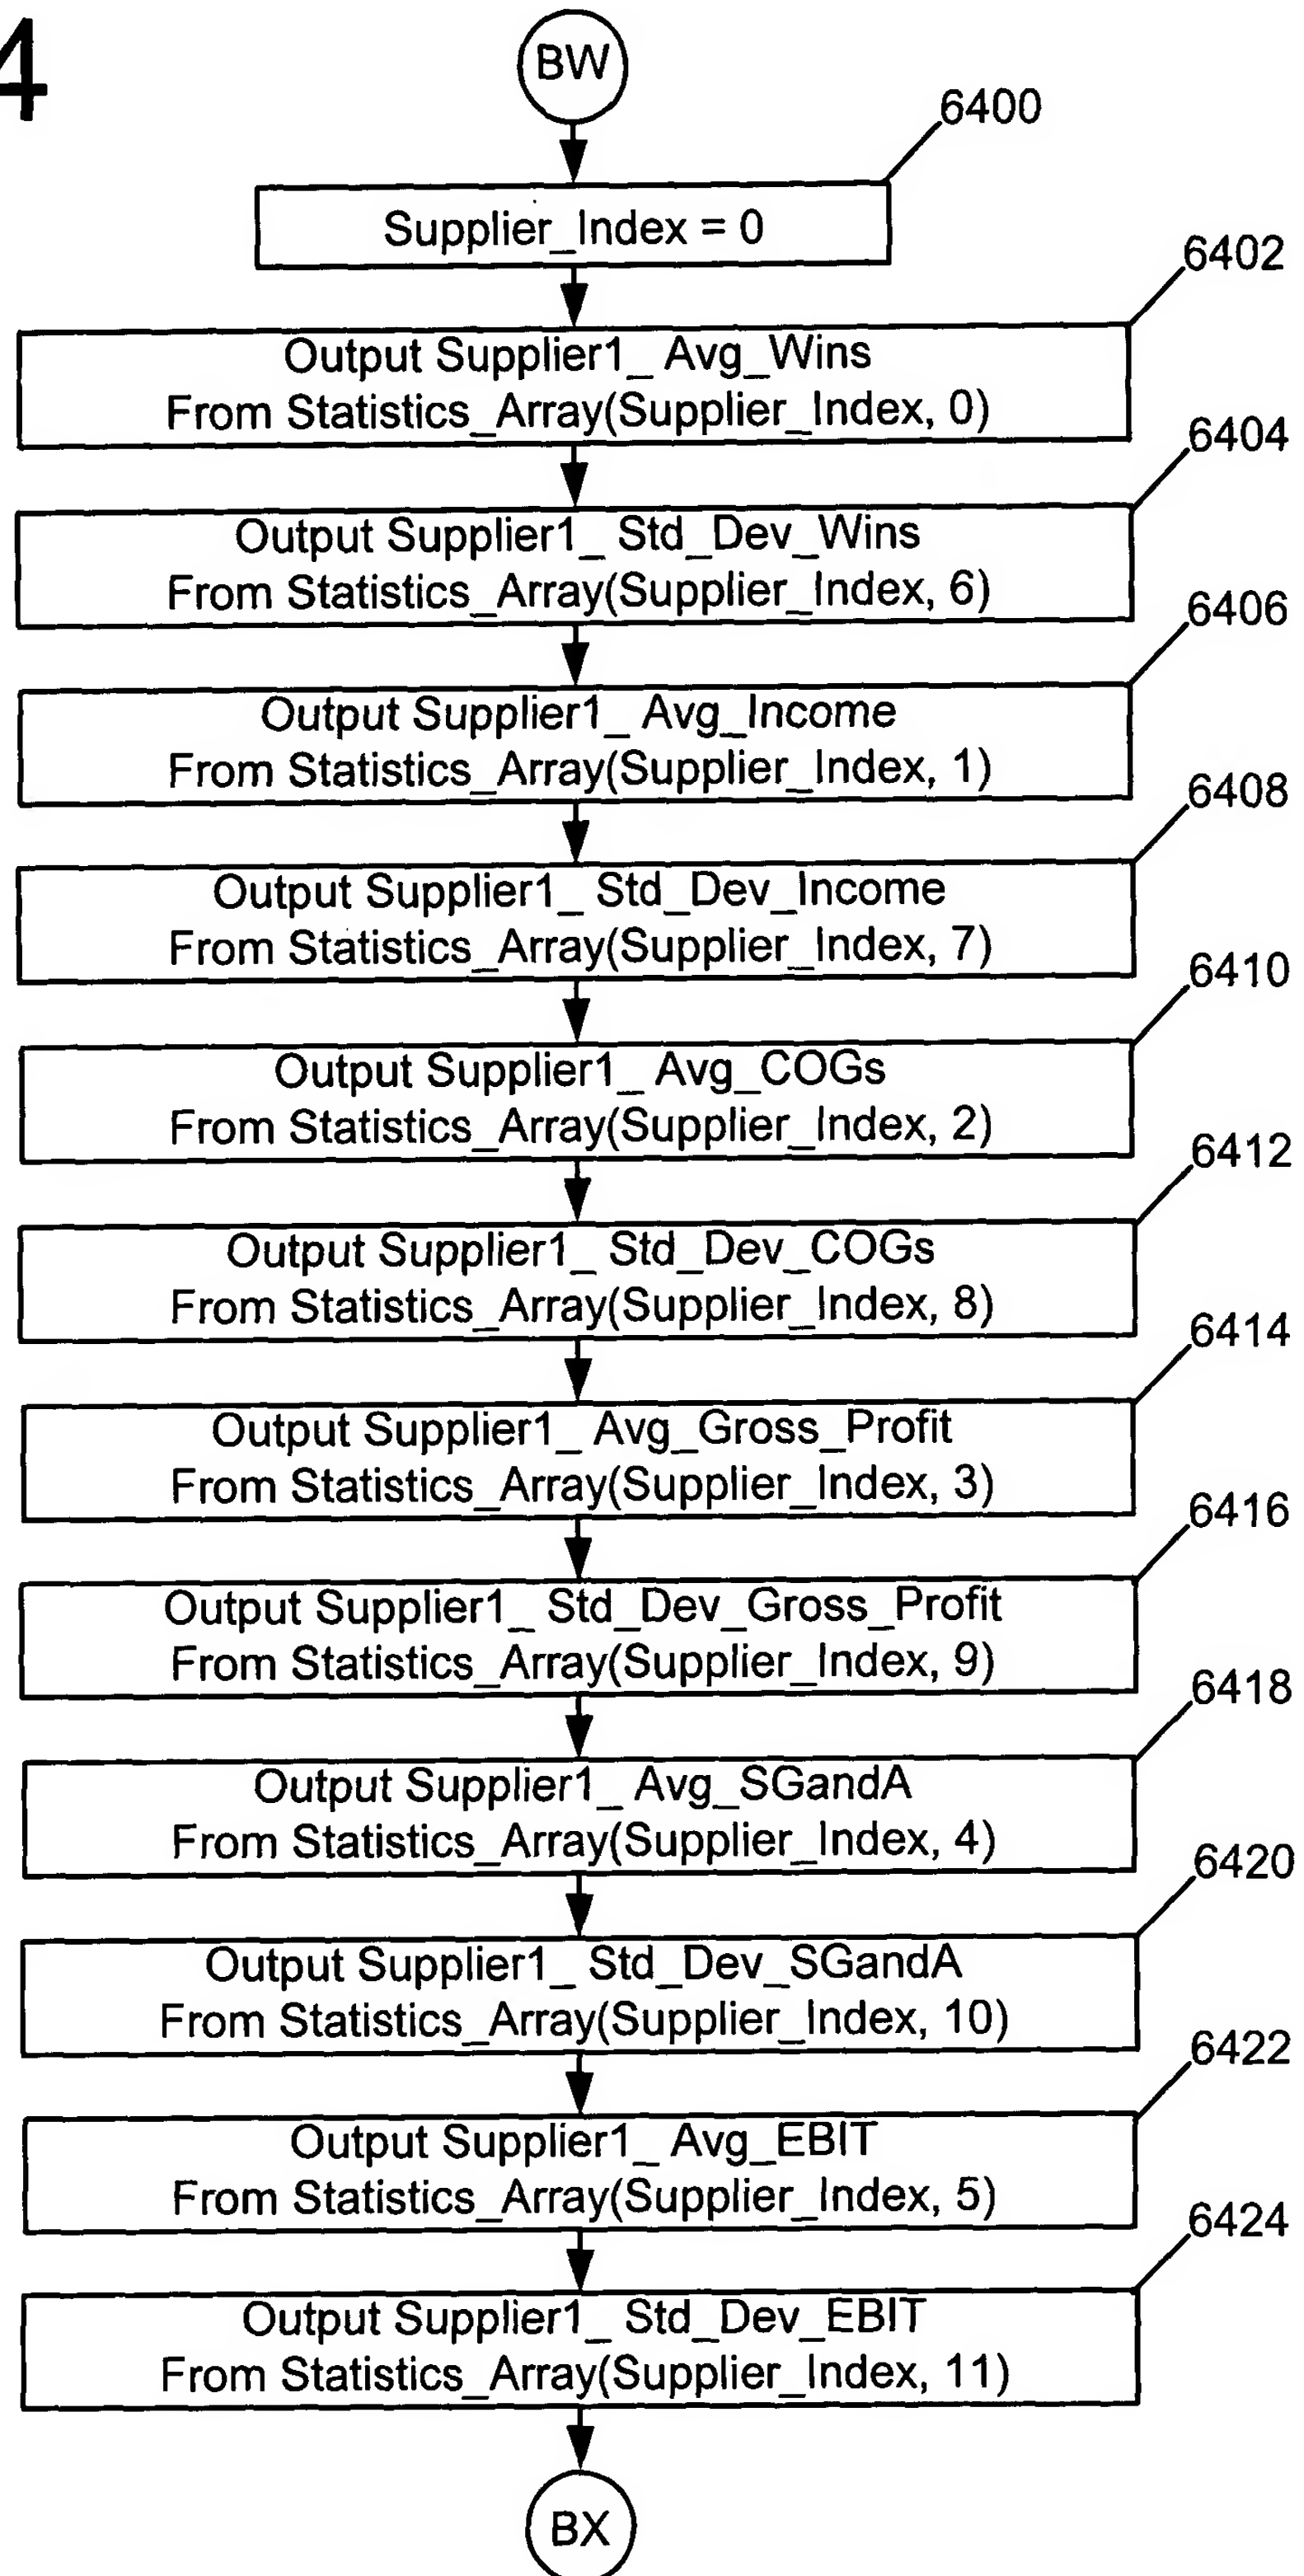 4
BW
6400
Supplier_Index = 0
6402
Output Supplier1_ Avg_Wins
From Statistics_Array(Supplier_Index, 0)
6404
Output Supplier1_ Std_Dev_Wins
From Statistics_Array(Supplier_Index, 6)
6406
Output Supplier1_ Avg_Income
From Statistics_Array(Supplier_Index, 1)
6408
Output Supplier1_ Std_Dev_Income
From Statistics_Array(Supplier_Index, 7)
6410
Output Supplier1_ Avg_COGs
From Statistics_Array(Supplier_Index, 2)
6412
Output Supplier1_ Std_Dev_COGs
From Statistics_Array(Supplier_Index, 8)
6414
Output Supplier1_ Avg_Gross_Profit
From Statistics_Array(Supplier_Index, 3)
6416
Output Supplier1_ Std_Dev_Gross_Profit
From Statistics_Array(Supplier_Index, 9)
6418
Output Supplier1_ Avg_SGandA
From Statistics_Array(Supplier_Index, 4)
6420
Output Supplier1_ Std_Dev_SGandA
From Statistics_Array(Supplier_Index, 10)
6422
Output Supplier1_ Avg_EBIT
From Statistics_Array(Supplier_Index, 5)
6424
Output Supplier1_ Std_Dev_EBIT
From Statistics_Array(Supplier_Index, 11)
BX